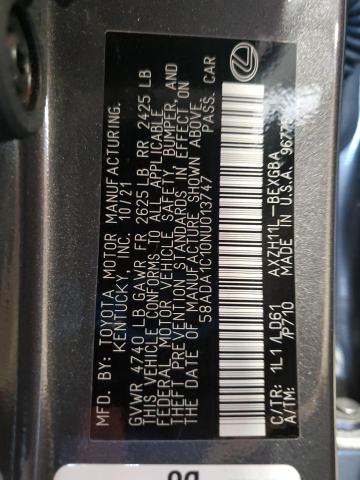 MFD. BY: TOYOTA MOTOR MANUFACTURING.
KENTUCKY, INC. 10/21
GVWR 4740 LB GAWR FR 2625 LB RR 2425 LB
THIS VEHICLE CONFORMS TO ALL APPLICABLE
FEDERAL MOTOR VEHICLE SAFETY, BUMPER, AND
THEFT PREVENTION STANDARDS IN EFFECT ON
THE DATE OF MANUFACTURE SHOWN ABOVE.
58ADA1C10NU013747 PASS. CAR
C/TR: 1L1 LD61 AXZH11L-BEXGBA
A/TM: /P710 MADE IN U.S.A.